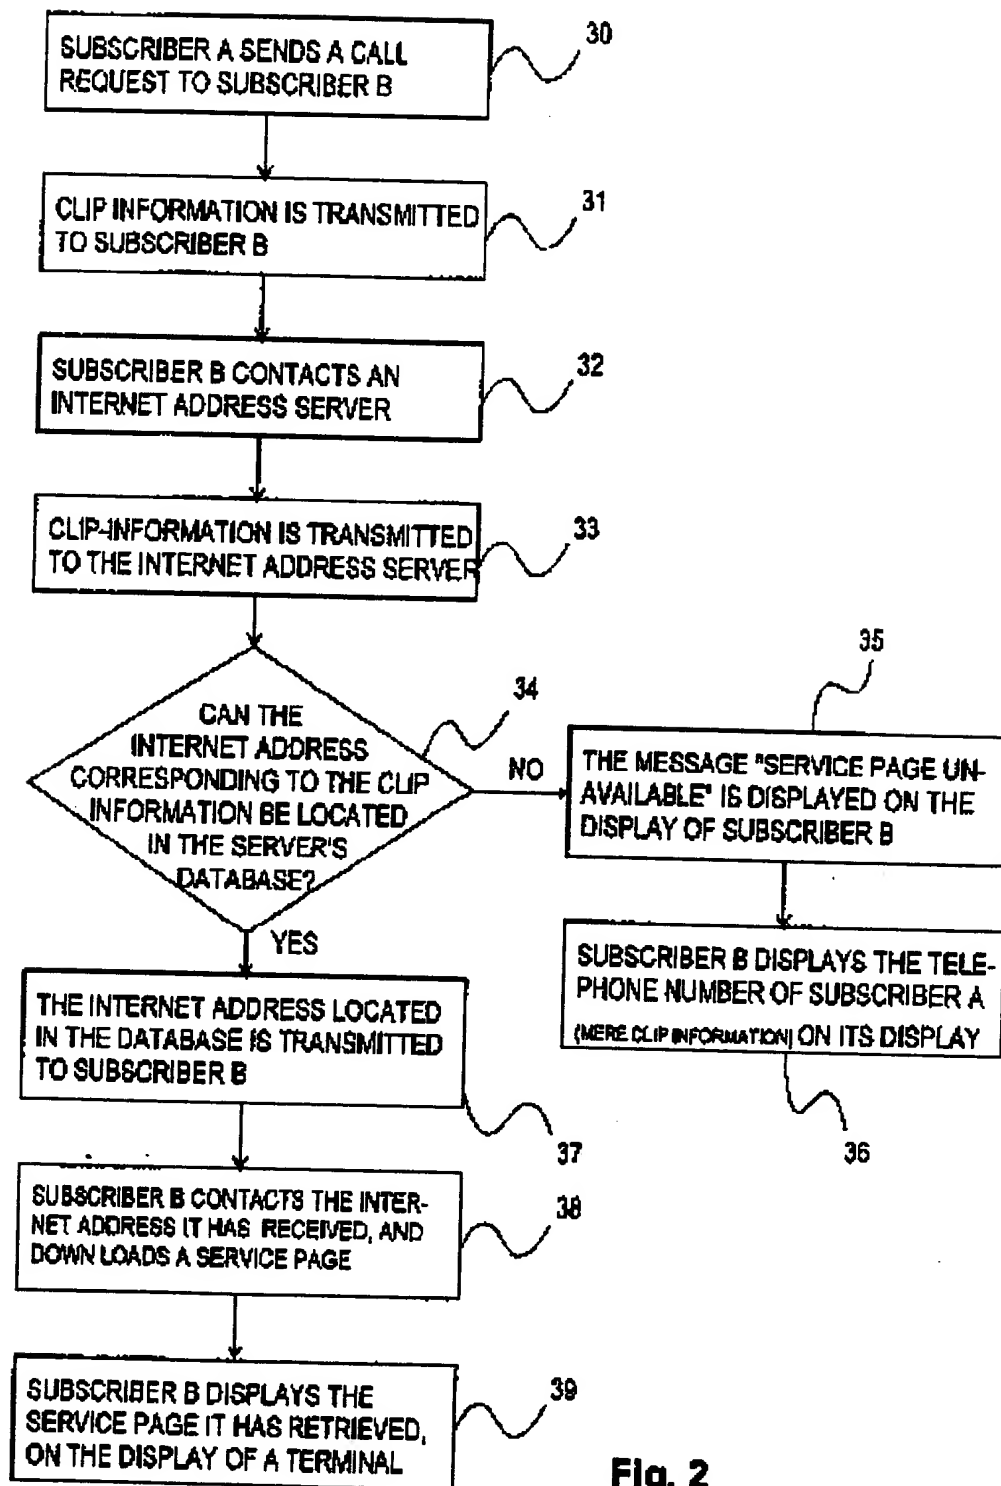 SUBSCRIBER A SENDS A CALL
REQUEST TO SUBSCRIBER B
30
CLIP INFORMATION IS TRANSMITTED
TO SUBSCRIBER B
31
SUBSCRIBER B CONTACTS AN
INTERNET ADDRESS SERVER
32
CLIP-INFORMATION IS TRANSMITTED
TO THE INTERNET ADDRESS SERVER
33
CAN THE
INTERNET ADDRESS
CORRESPONDING TO THE CLIP
INFORMATION BE LOCATED
IN THE SERVER'S
DATABASE?
34
NO
35
THE MESSAGE "SERVICE PAGE UN-
AVAILABLE" IS DISPLAYED ON THE
DISPLAY OF SUBSCRIBER B
SUBSCRIBER B DISPLAYS THE TELE-
PHONE NUMBER OF SUBSCRIBER A
(MERE CLIP INFORMATION) ON ITS DISPLAY
36
YES
THE INTERNET ADDRESS LOCATED
IN THE DATABASE IS TRANSMITTED
TO SUBSCRIBER B
37
SUBSCRIBER B CONTACTS THE INTER-
NET ADDRESS IT HAS RECEIVED, AND
DOWN LOADS A SERVICE PAGE
38
SUBSCRIBER B DISPLAYS THE
SERVICE PAGE IT HAS RETRIEVED,
ON THE DISPLAY OF A TERMINAL
39
Fig. 2